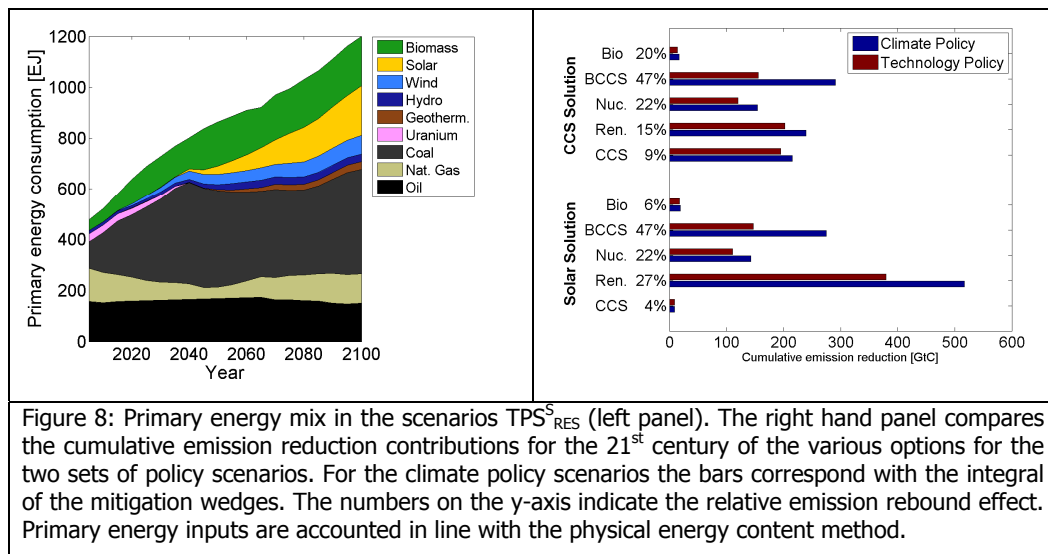 1200
1000
800
600
400
200
0
Primary energy consumption [EJ]
2020 2040 2060 2080 2100
Year
Biomass
Solar
Wind
Hydro
Geotherm.
Uranium
Coal
Nat. Gas
Oil
Climate Policy
Technology Policy
CCS Solution
Bio 20%
BCCS 47%
Nuc. 22%
Ren. 15%
CCS 9%
Solar Solution
Bio 6%
BCCS 47%
Nuc. 22%
Ren. 27%
CCS 4%
0 100 200 300 400 500 600
Cumulative emission reduction [GtC]
Figure 8: Primary energy mix in the scenarios TPS^S_RES (left panel). The right hand panel compares
the cumulative emission reduction contributions for the 21st century of the various options for the
two sets of policy scenarios. For the climate policy scenarios the bars correspond with the integral
of the mitigation wedges. The numbers on the y-axis indicate the relative emission rebound effect.
Primary energy inputs are accounted in line with the physical energy content method.